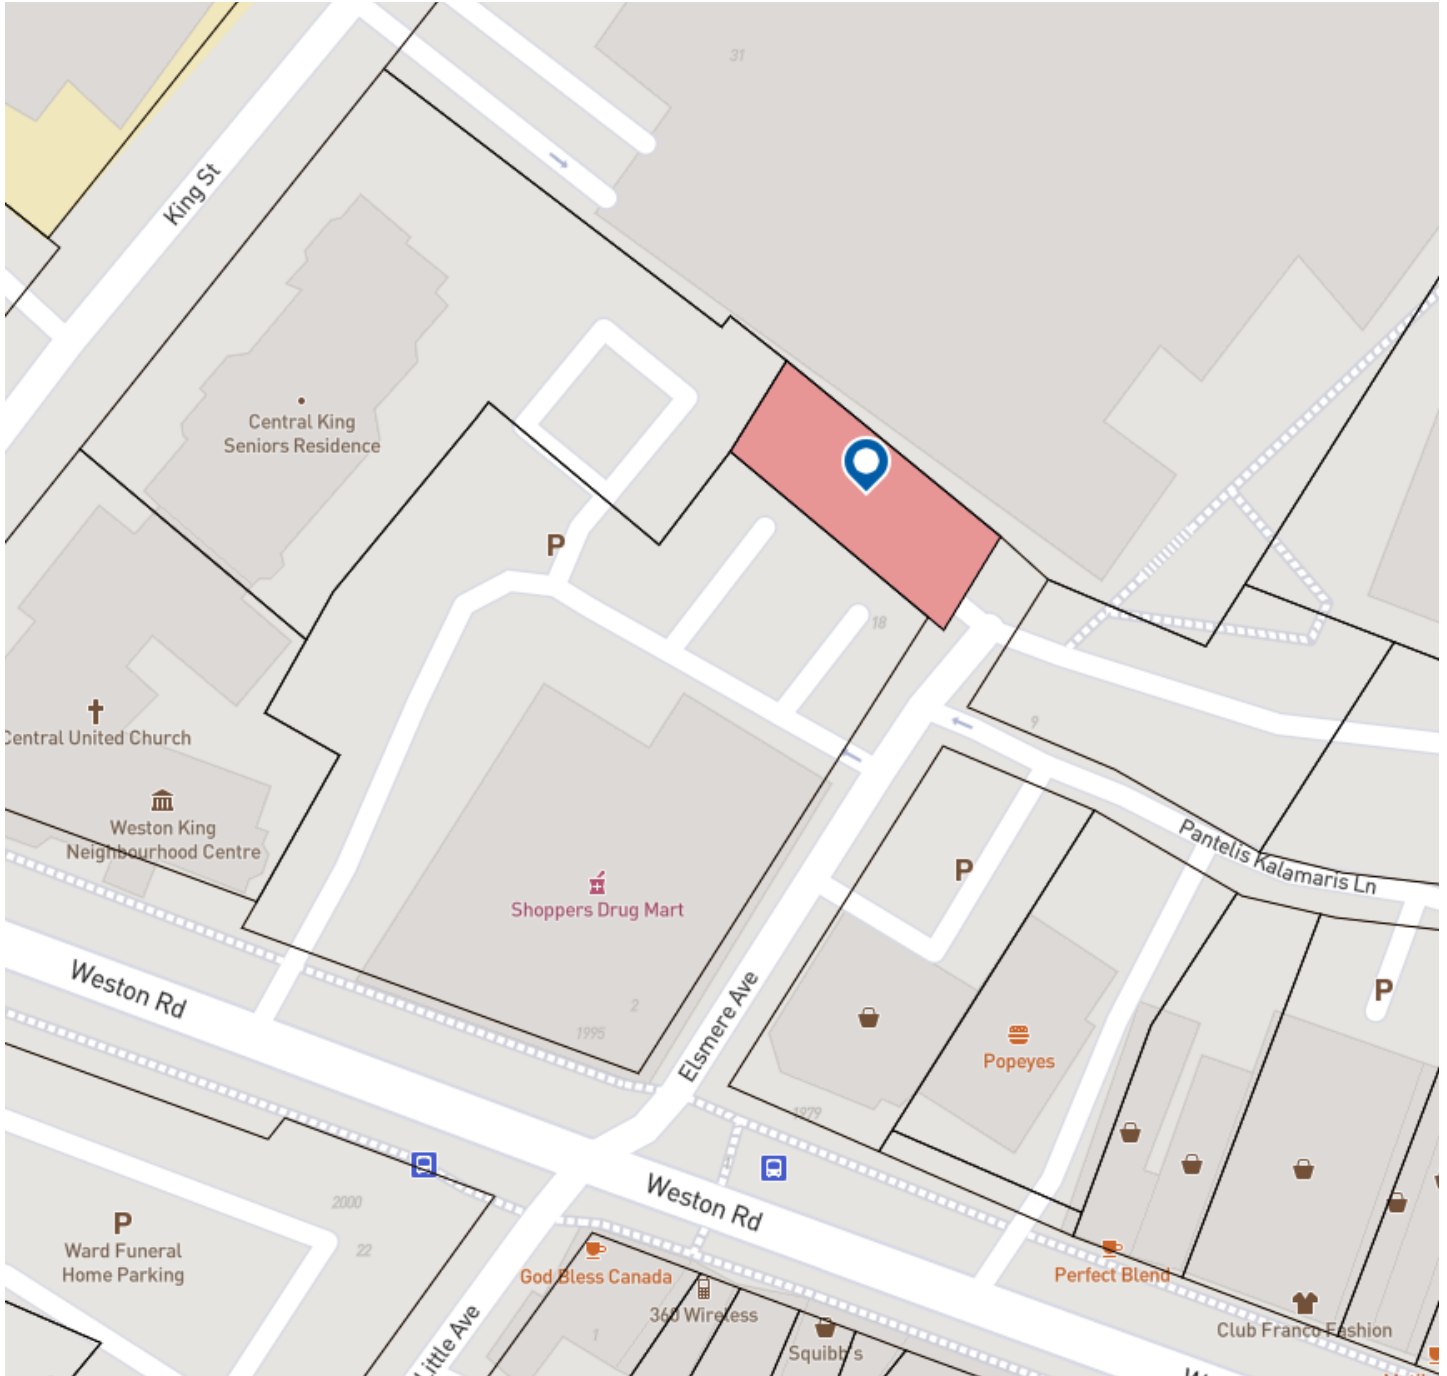 31
King St
Central King
Seniors Residence
P
18
9
Central United Church
Weston King
Neighbourhood Centre
Pantelis Kalamaris Ln
P
Shoppers Drug Mart
P
Weston Rd
2
1995
Elsmere Ave
Popeyes
1979
2000
P
Ward Funeral
Home Parking
22
Weston Rd
God Bless Canada
Perfect Blend
360 Wireless
Club Franco Fashion
Little Ave
1
Squibb's